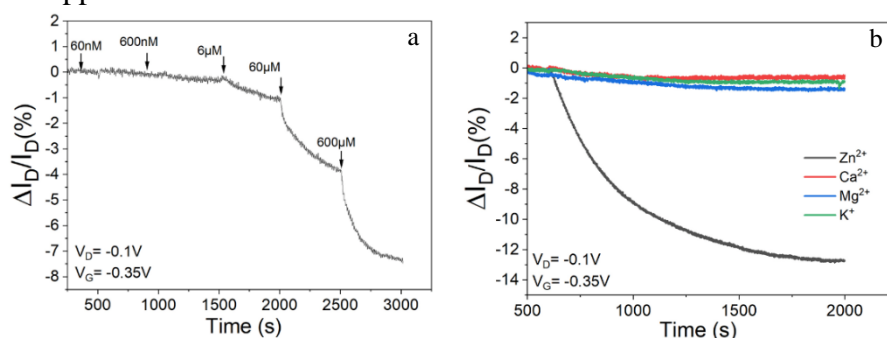 a
60nM 600nM 6µM 60µM 600µM
2
1
0
-1
-2
-3
-4
-5
-6
-7
-8
ΔI_D/I_D(%)
V_D= -0.1V
V_G= -0.35V
500 1000 1500 2000 2500 3000
Time (s)
b
4
2
0
-2
-4
-6
-8
-10
-12
-14
ΔI_D/I_D(%)
Zn²⁺
Ca²⁺
Mg²⁺
K⁺
V_D= -0.1V
V_G= -0.35V
500 1000 1500 2000
Time (s)